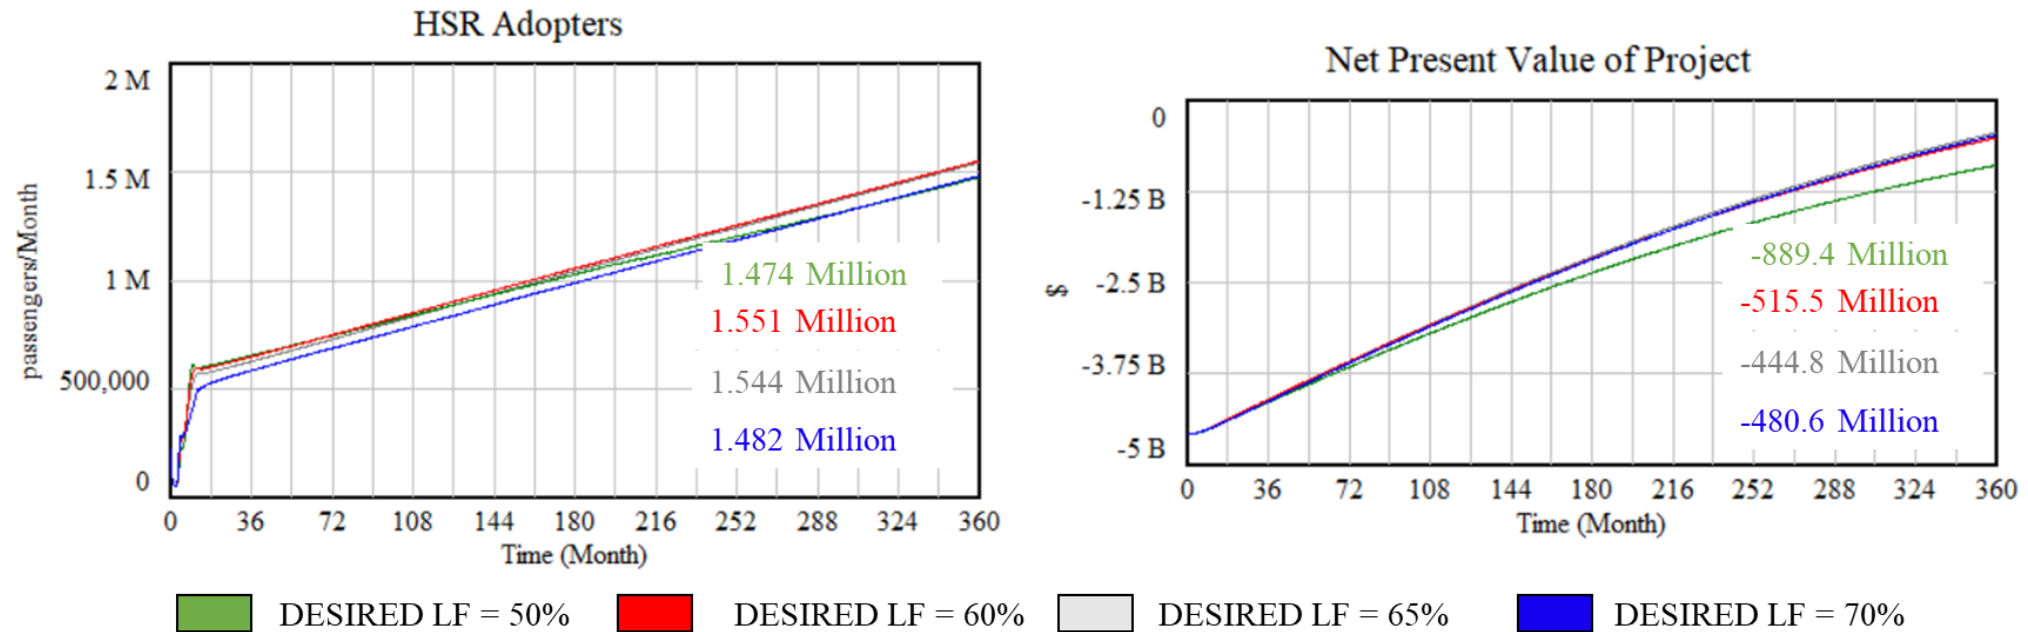 HSR Adopters
2 M
1.5 M
1 M
500,000
0
passengers/Month
1.474 Million
1.551 Million
1.544 Million
1.482 Million
0 36 72 108 144 180 216 252 288 324 360
Time (Month)
Net Present Value of Project
0
-1.25 B
-2.5 B
-3.75 B
-5 B
$
-889.4 Million
-515.5 Million
-444.8 Million
-480.6 Million
0 36 72 108 144 180 216 252 288 324 360
Time (Month)
DESIRED LF = 50% DESIRED LF = 60% DESIRED LF = 65% DESIRED LF = 70%